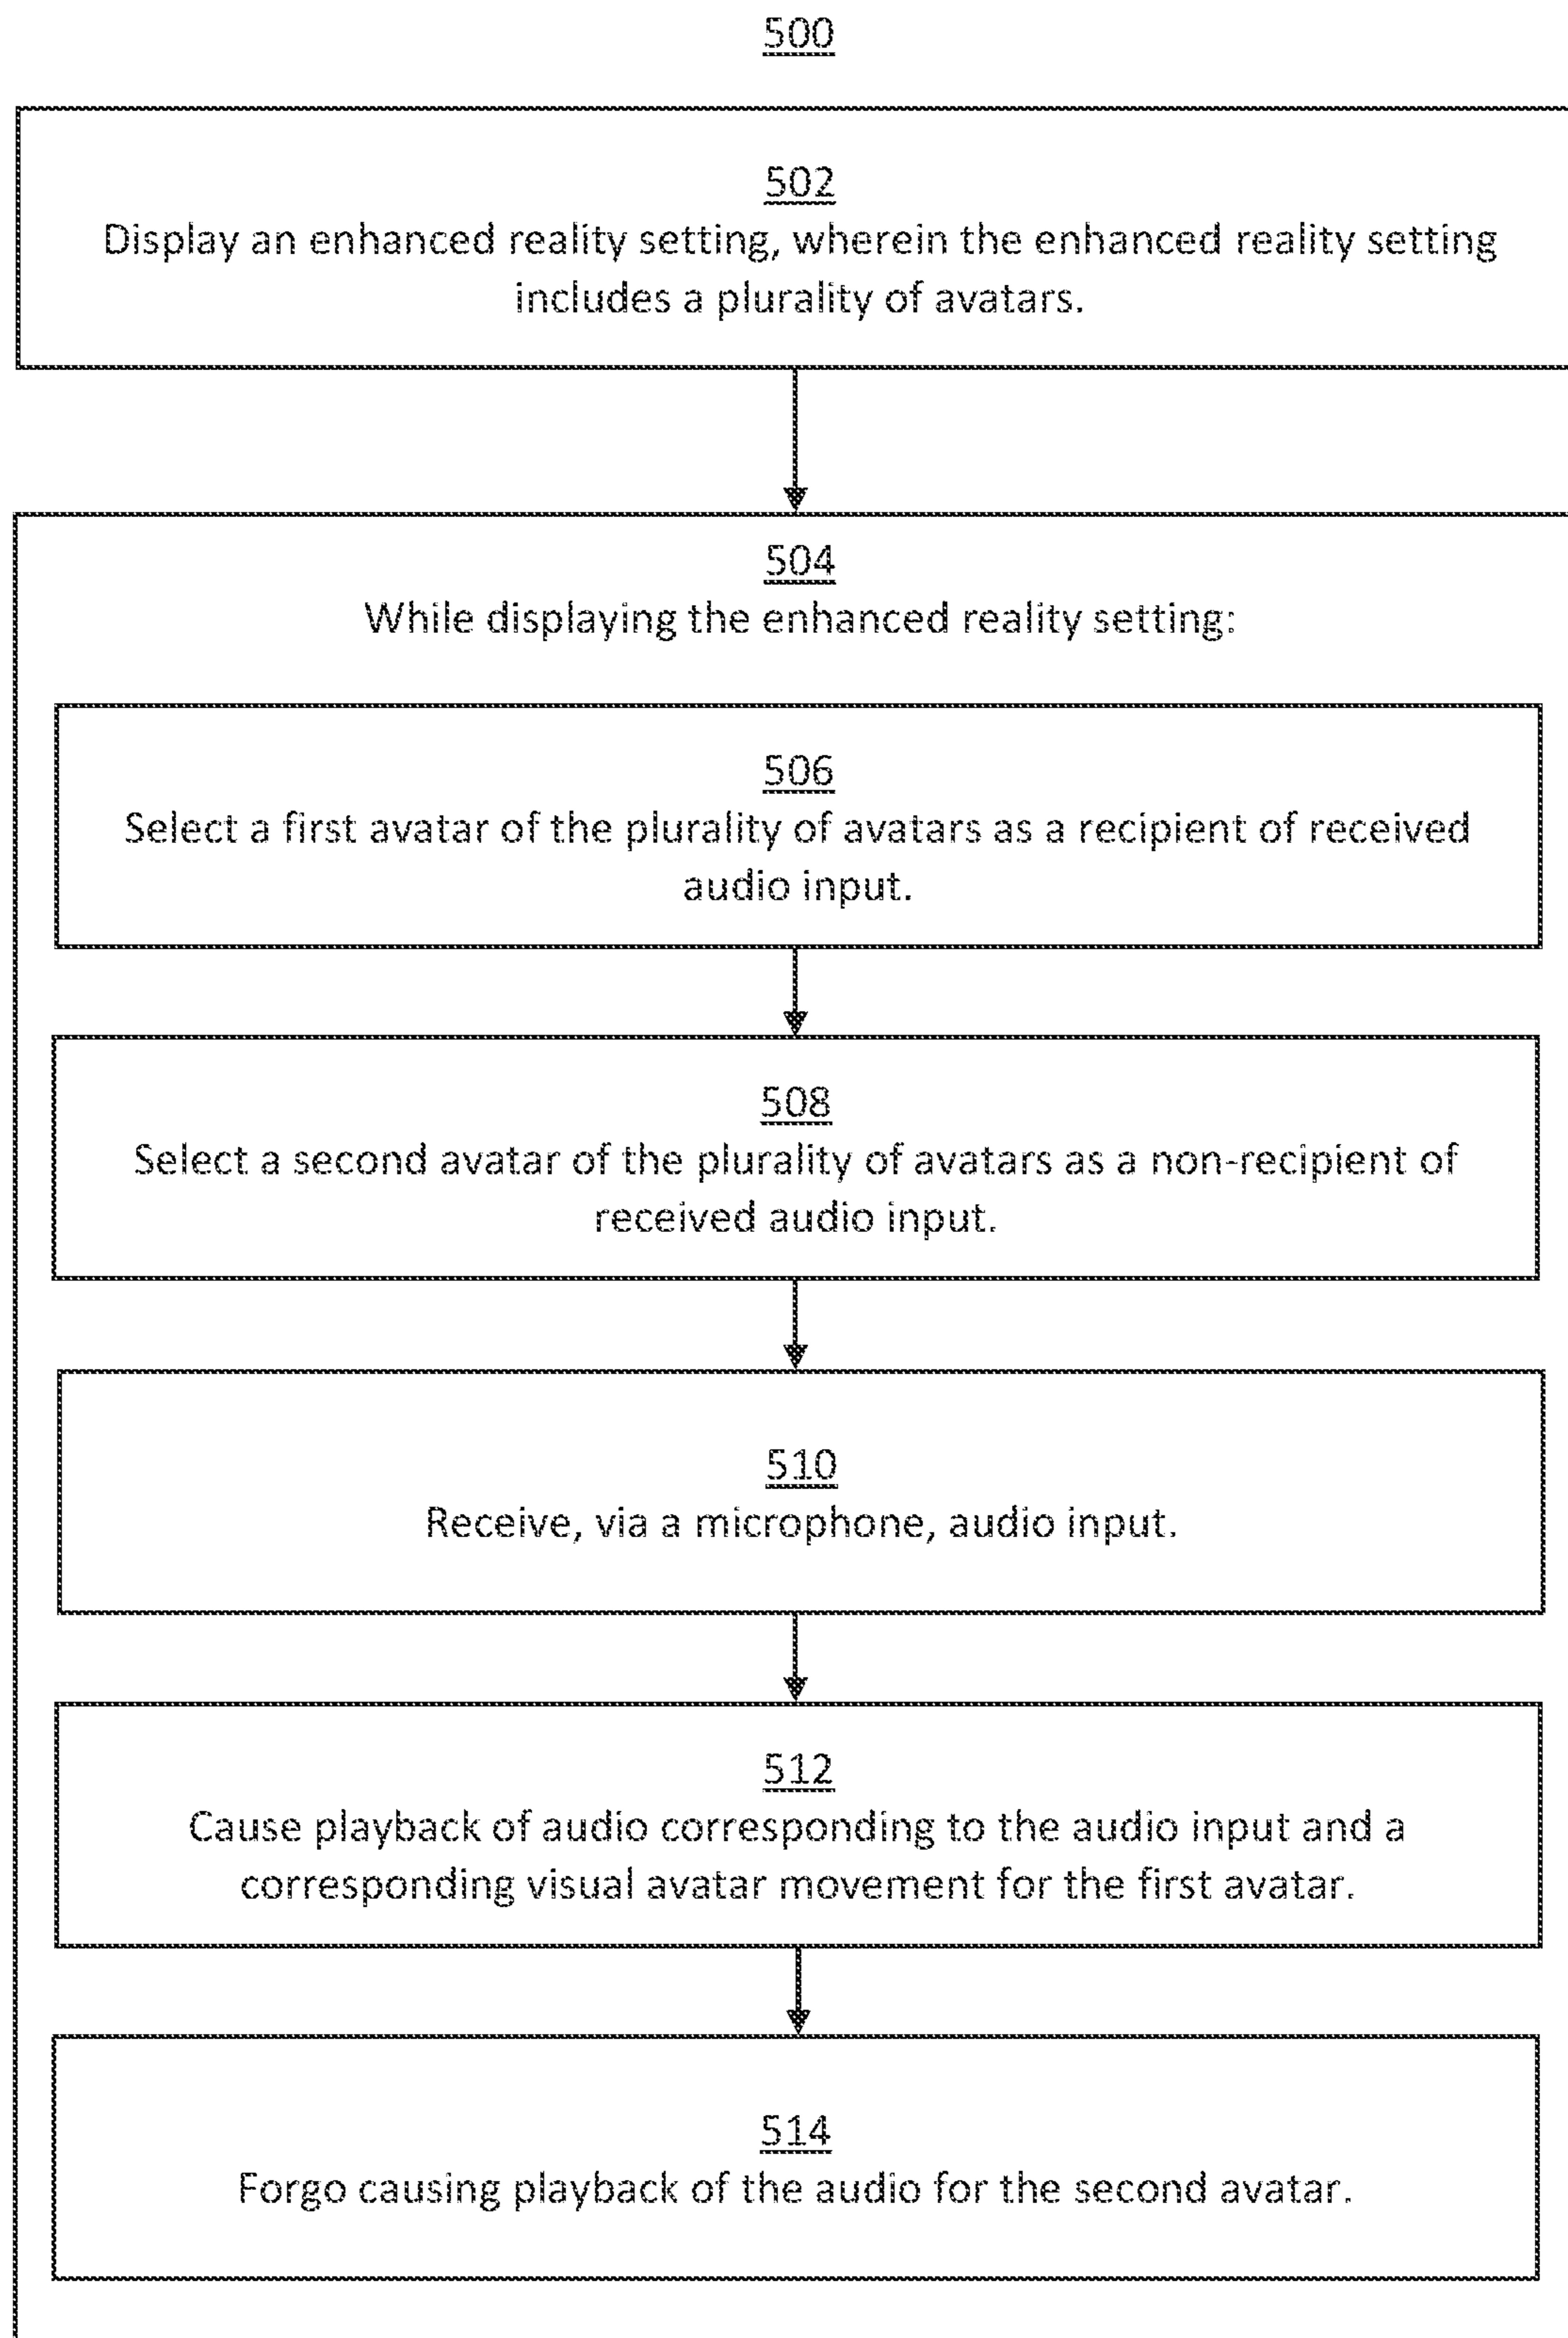 500
502
Display an enhanced reality setting, wherein the enhanced reality setting
includes a plurality of avatars.
504
While displaying the enhanced reality setting:
506
Select a first avatar of the plurality of avatars as a recipient of received
audio input.
508
Select a second avatar of the plurality of avatars as a non-recipient of
received audio input.
510
Receive, via a microphone, audio input.
512
Cause playback of audio corresponding to the audio input and a
corresponding visual avatar movement for the first avatar.
514
Forgo causing playback of the audio for the second avatar.